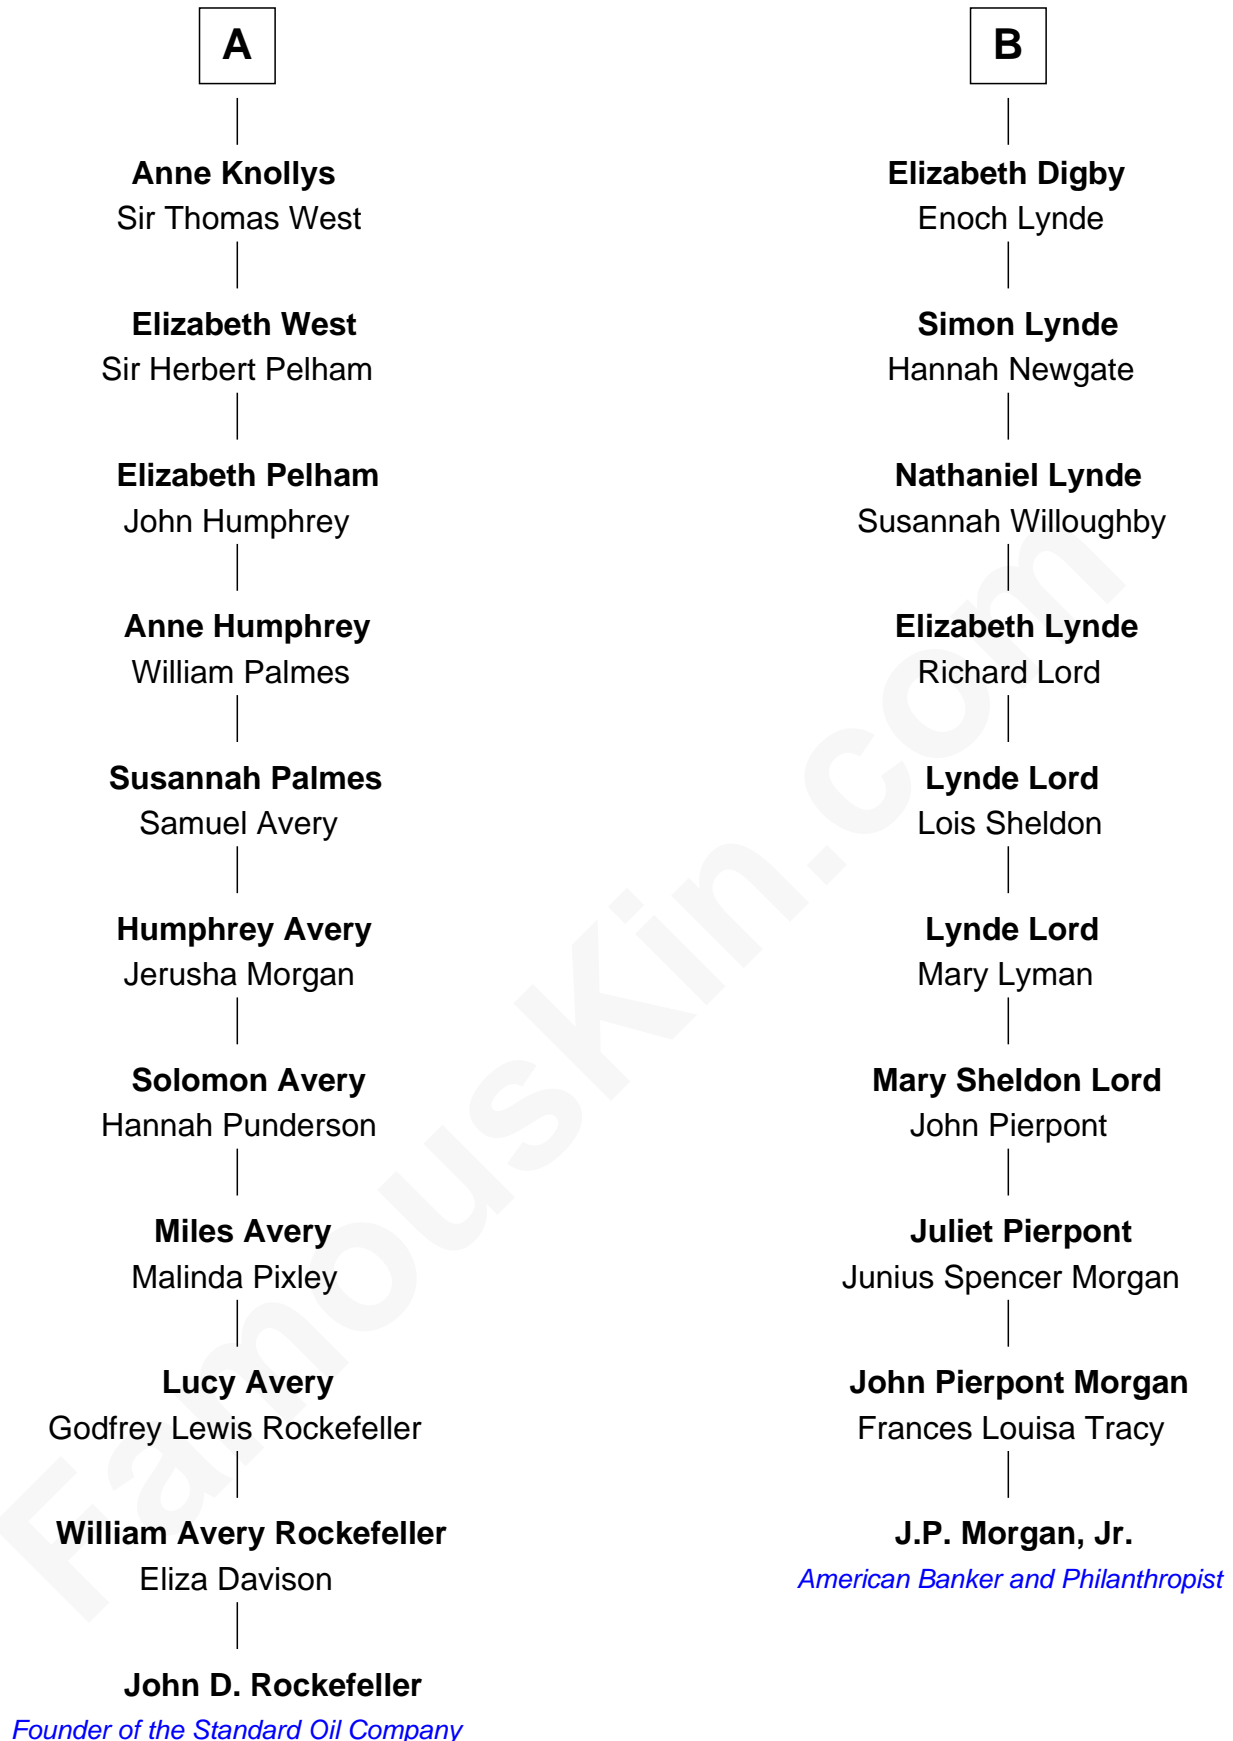 A
Anne Knollys
Sir Thomas West
Elizabeth West
Sir Herbert Pelham
Elizabeth Pelham
John Humphrey
Anne Humphrey
William Palmes
Susannah Palmes
Samuel Avery
Humphrey Avery
Jerusha Morgan
Solomon Avery
Hannah Punderson
Miles Avery
Malinda Pixley
Lucy Avery
Godfrey Lewis Rockefeller
William Avery Rockefeller
Eliza Davison
John D. Rockefeller
Founder of the Standard Oil Company
B
Elizabeth Digby
Enoch Lynde
Simon Lynde
Hannah Newgate
Nathaniel Lynde
Susannah Willoughby
Elizabeth Lynde
Richard Lord
Lynde Lord
Lois Sheldon
Lynde Lord
Mary Lyman
Mary Sheldon Lord
John Pierpont
Juliet Pierpont
Junius Spencer Morgan
John Pierpont Morgan
Frances Louisa Tracy
J.P. Morgan, Jr.
American Banker and Philanthropist
FamousKin.com